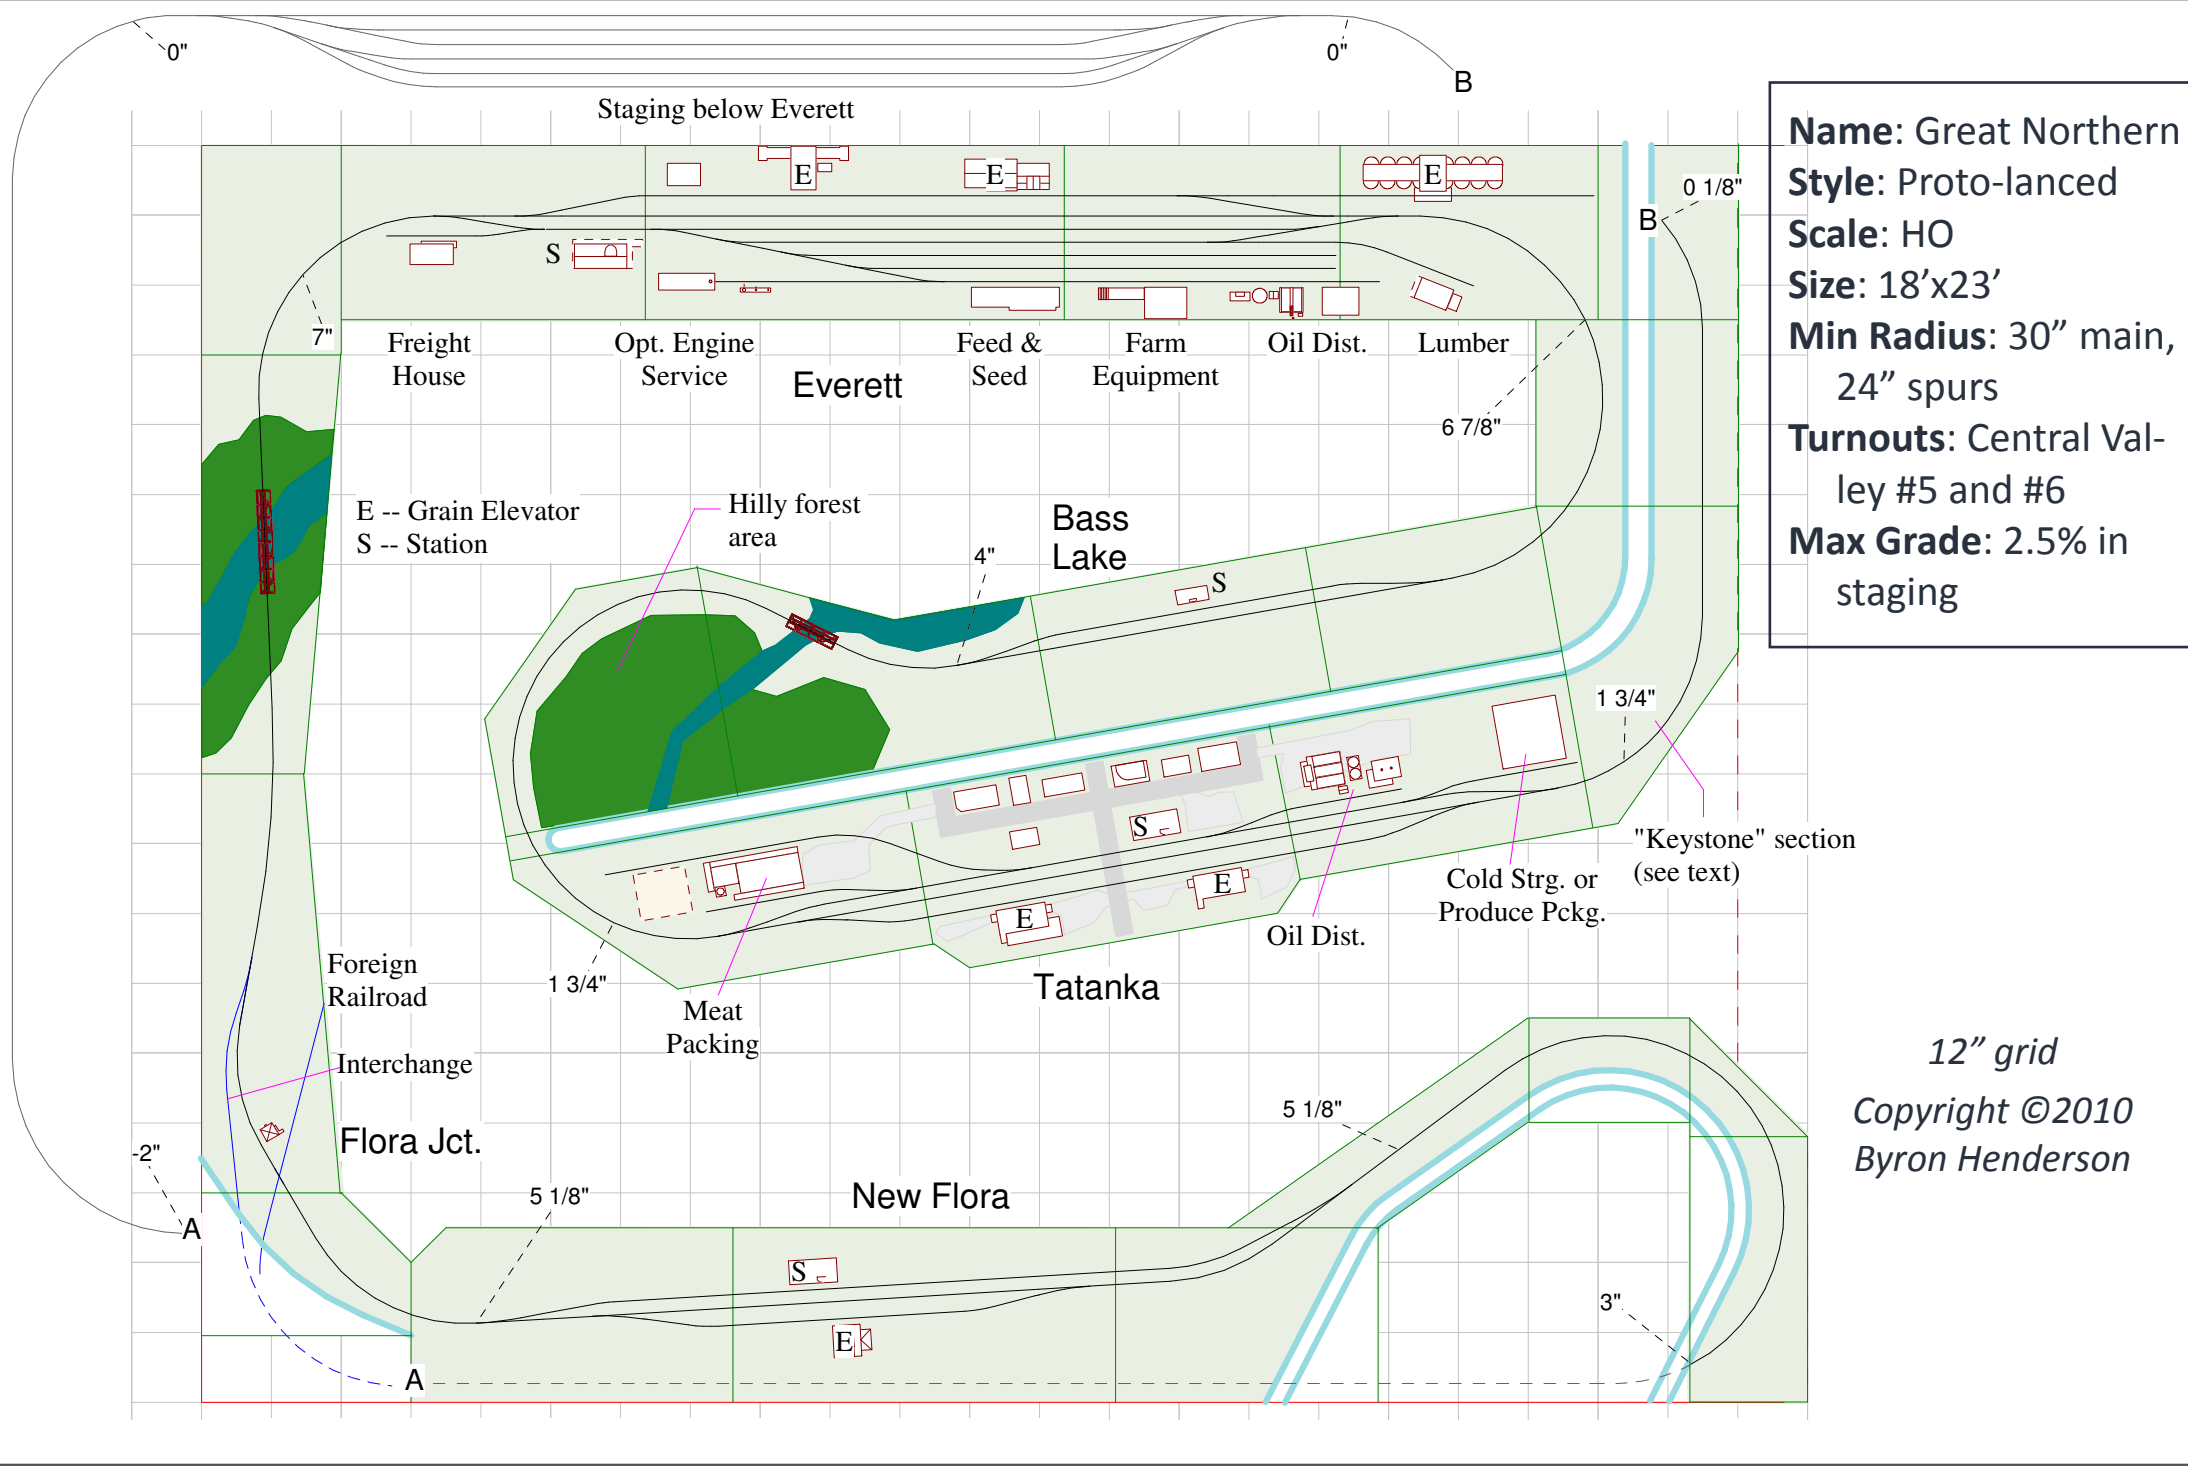 0"
0"
B
Staging below Everett
Name: Great Northern
Style: Proto-lanced
Scale: HO
Size: 18’x23’
Min Radius: 30” main,
24” spurs
Turnouts: Central Val-
ley #5 and #6
Max Grade: 2.5% in
staging
E
E
E
0 1/8"
B
S
7"
Freight
House
Opt. Engine
Service
Feed &
Seed
Farm
Equipment
Oil Dist.
Lumber
Everett
6 7/8"
E -- Grain Elevator
S -- Station
Hilly forest
area
Bass
Lake
4"
S
1 3/4"
S
E
E
"Keystone" section
(see text)
Cold Strg. or
Produce Pckg.
Oil Dist.
1 3/4"
Tatanka
Meat
Packing
Foreign
Railroad
Interchange
Flora Jct.
-2"
A
5 1/8"
New Flora
5 1/8"
12” grid
Copyright ©2010
Byron Henderson
S
E
3"
A